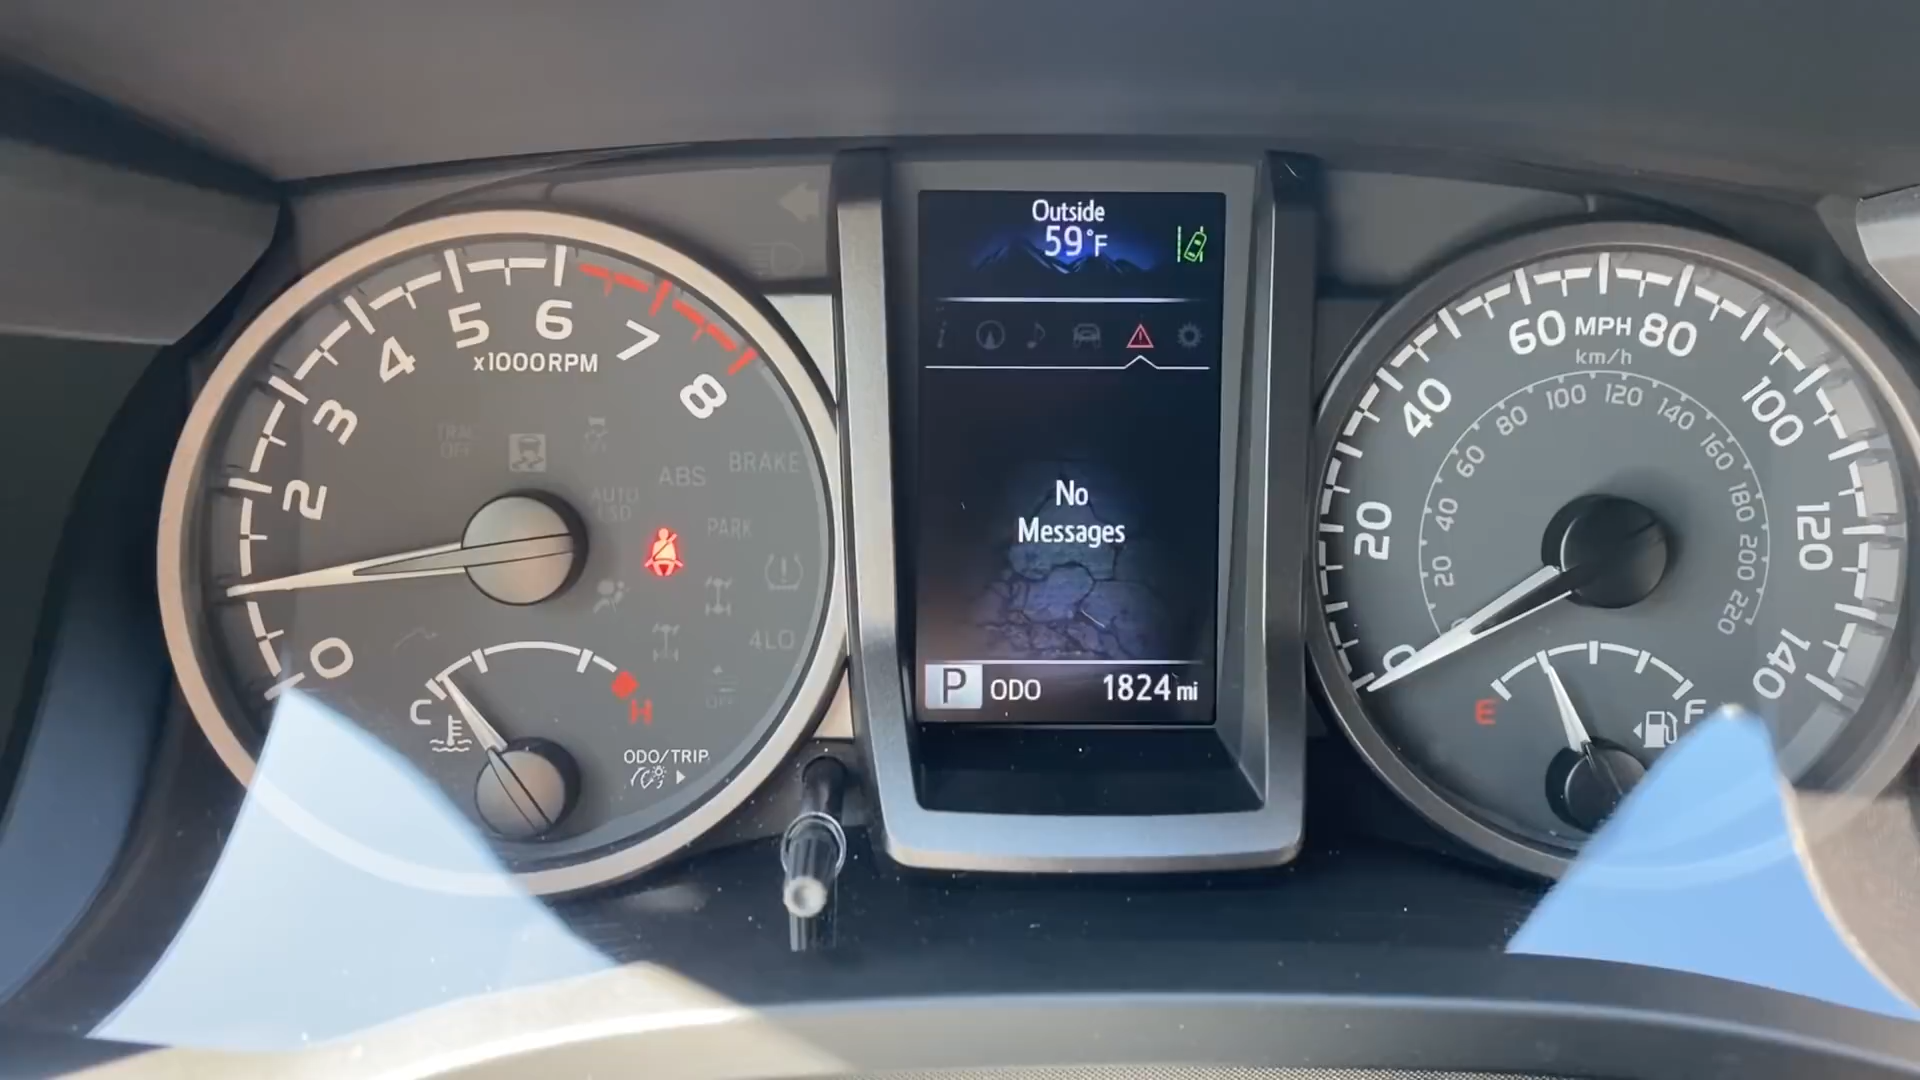 0
2
3
4
5
6
7
8
x1000RPM
TRAC
OFF
ABS
BRAKE
AUTO
LSD
PARK
4LO
OFF
C
H
ODO/TRIP
Outside
59°F
No
Messages
P ODO 1824 mi
0
20
40
60
MPH
80
100
120
140
km/h
20
40
60
80
100
120
140
160
180
200
220
E
F